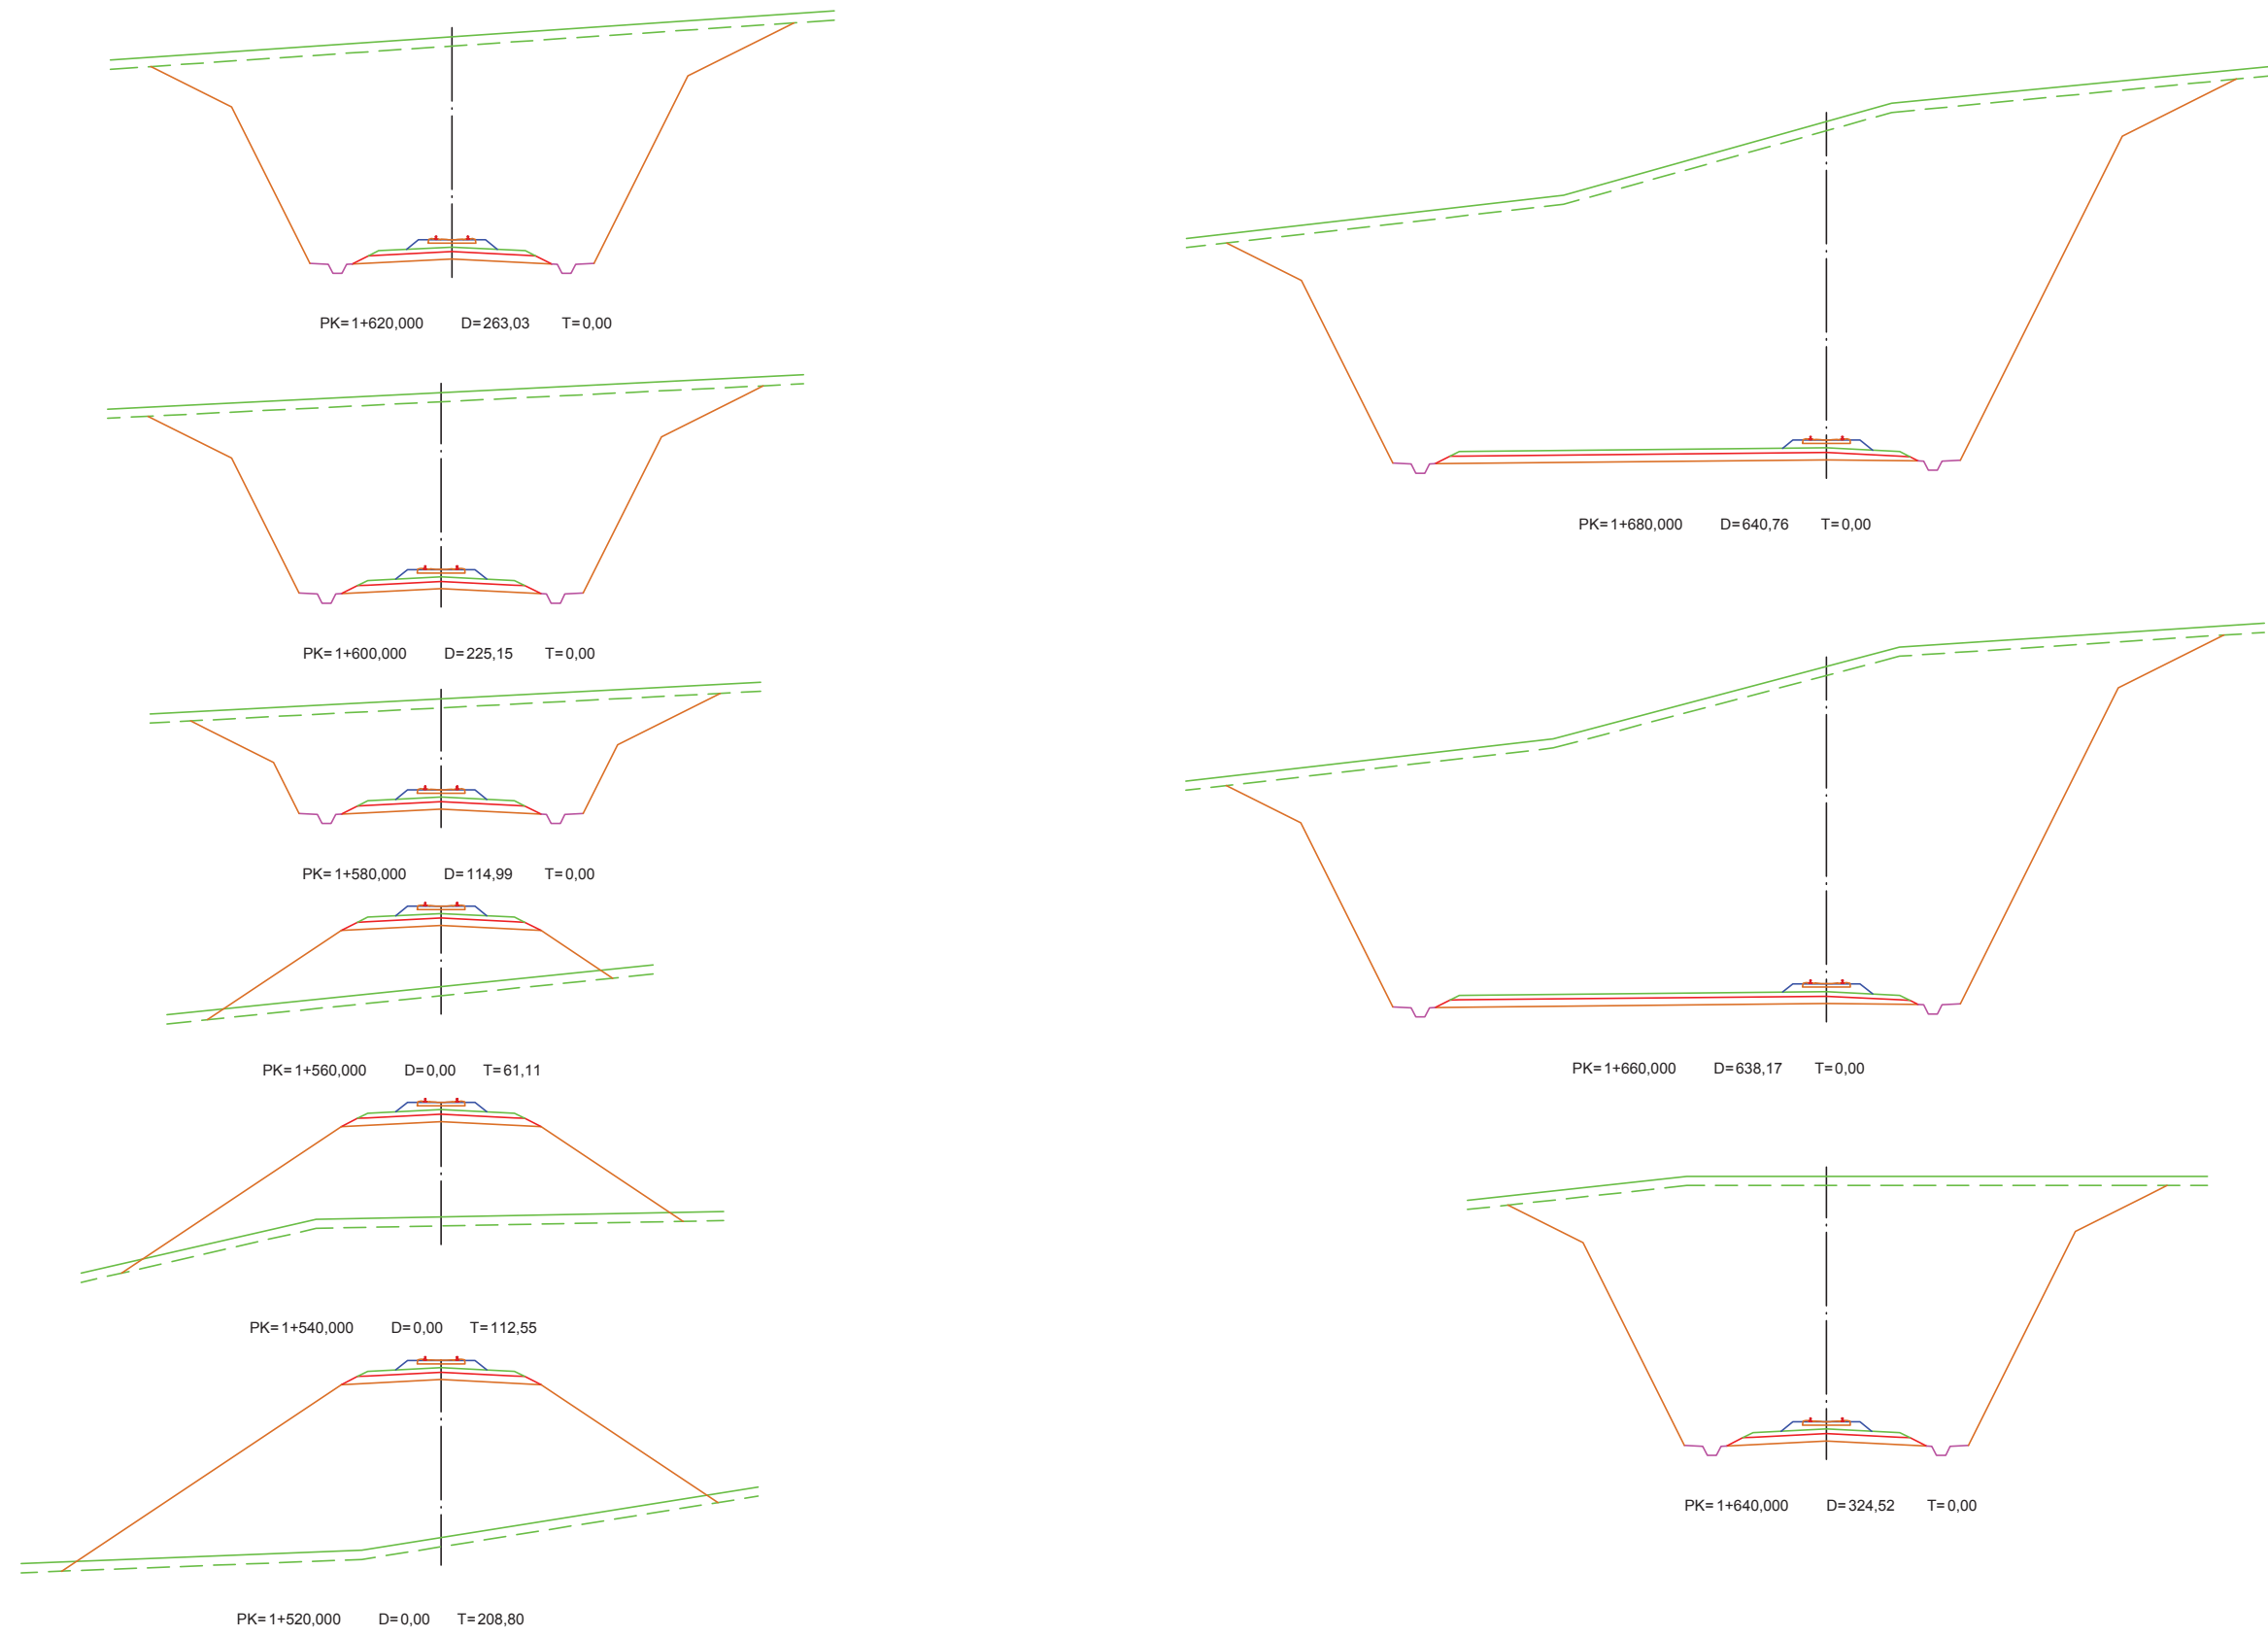 PK=1+620,000 D=263,03 T=0,00
PK=1+600,000 D=225,15 T=0,00
PK=1+580,000 D=114,99 T=0,00
PK=1+560,000 D=0,00 T=61,11
PK=1+540,000 D=0,00 T=112,55
PK=1+520,000 D=0,00 T=208,80
PK=1+680,000 D=640,76 T=0,00
PK=1+660,000 D=638,17 T=0,00
PK=1+640,000 D=324,52 T=0,00